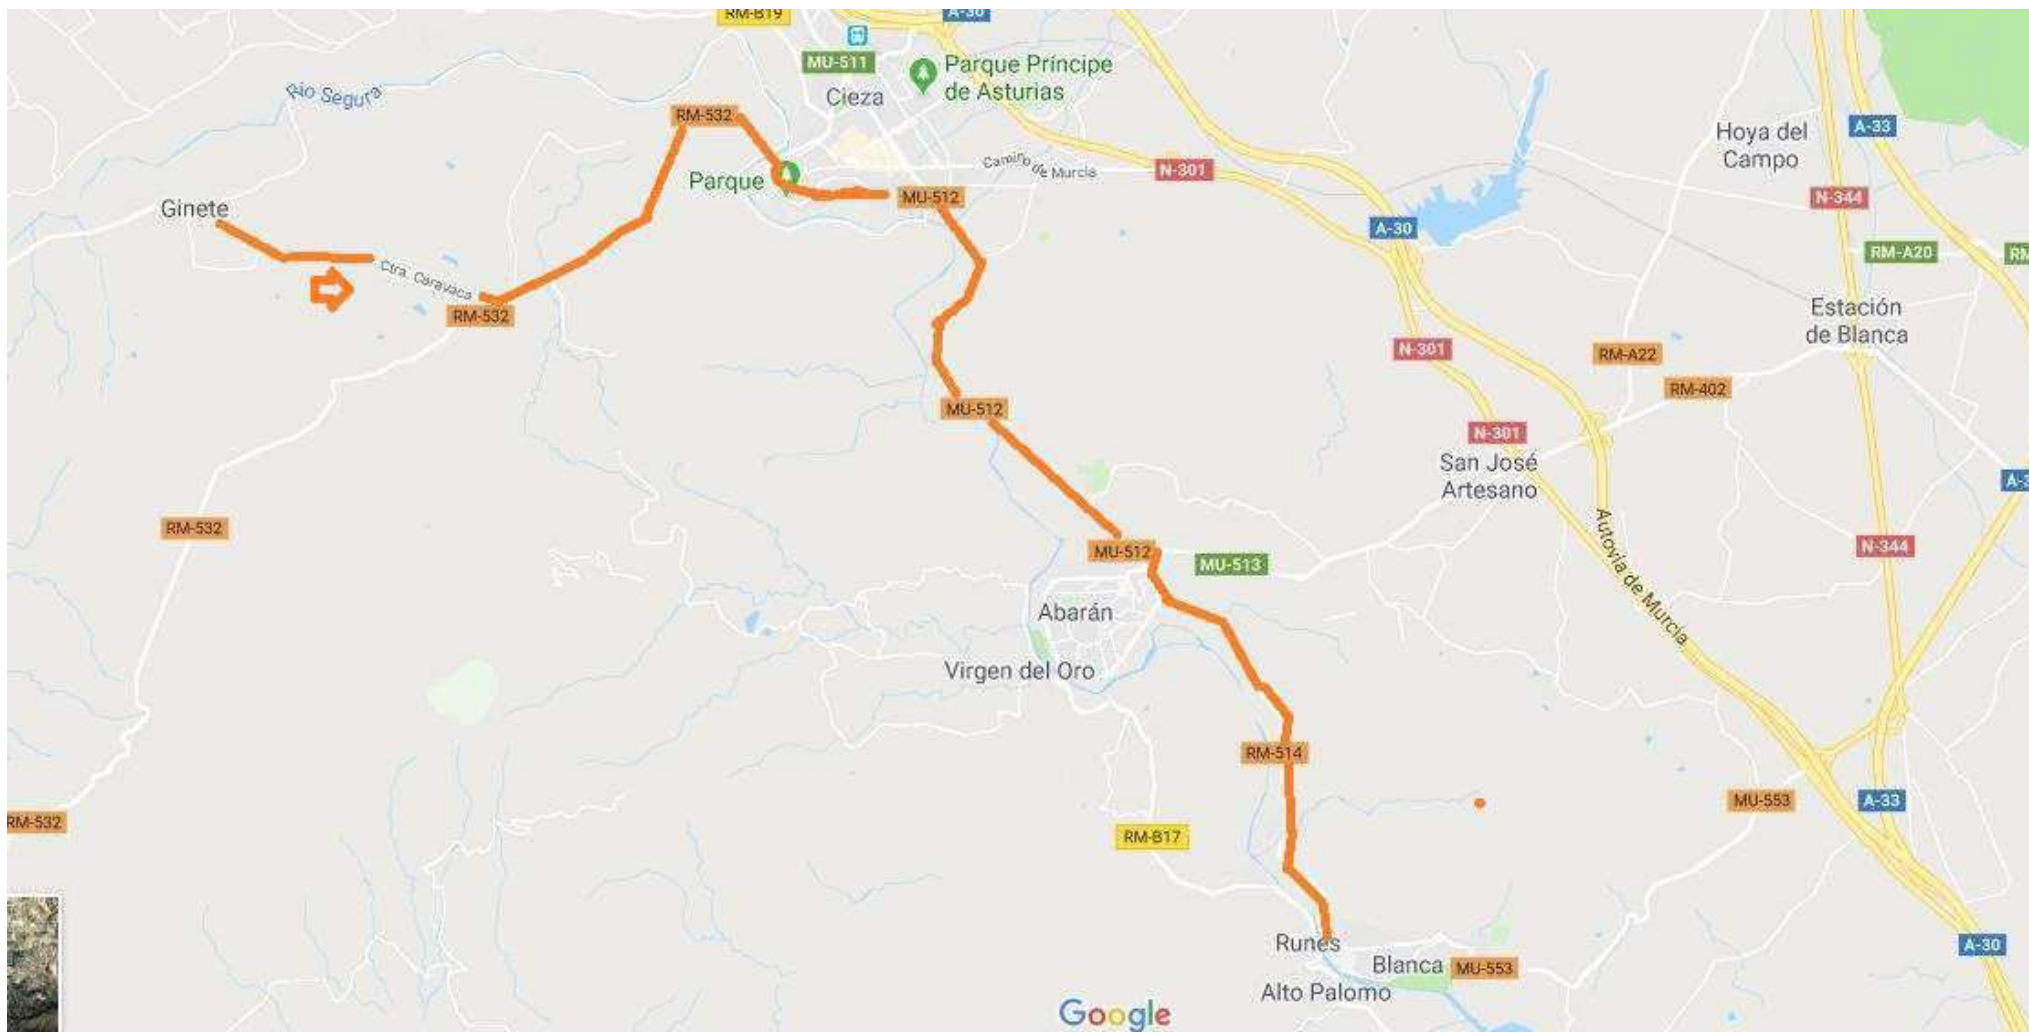 RM-B19
A-30
MU-511
Parque Príncipe
de Asturias
Cieza
Río Segura
RM-532
A-33
Hoya del
Campo
Camino de Murcia
N-301
Parque
MU-512
N-344
Ginete
A-30
RM-A20
RM
Ctra. Caravaca
RM-532
Estación
de Blanca
N-301
RM-A22
RM-402
MU-512
N-301
San José
Artesano
A-3
RM-532
Autovía de Murcia
MU-512
MU-513
N-344
Abarán
Virgen del Oro
RM-514
MU-553
A-33
RM-532
RM-B17
Runes
A-30
Blanca
MU-553
Alto Palomo
Google